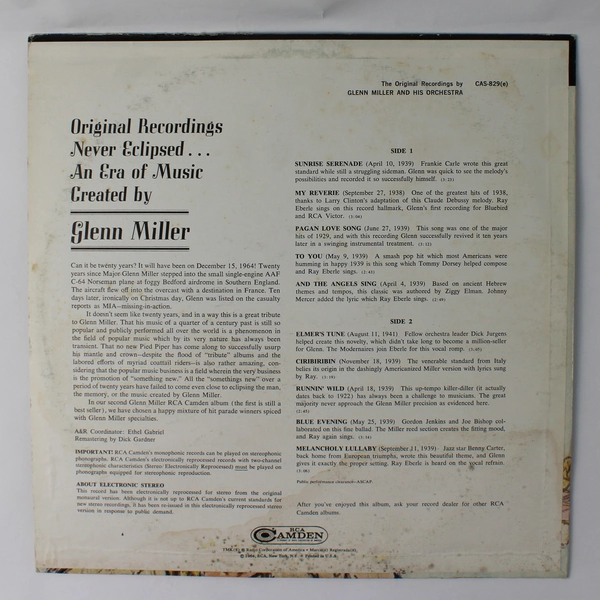 The Original Recordings by CAS-829(e)
GLENN MILLER AND HIS ORCHESTRA
Original Recordings
Never Eclipsed...
An Era of Music
Created by
Glenn Miller
Can it be twenty years? It will have been on December 15, 1964! Twenty
years since Major Glenn Miller stepped into the small single-engine AAF
C-64 Norseman plane at foggy Bedford airdrome in Southern England.
The aircraft flew off into the overcast with a destination in France. Ten
days later, ironically on Christmas day, Glenn was listed on the casualty
reports as MIA—missing-in-action.
It doesn't seem like twenty years, and in a way this is a great tribute
to Glenn Miller. That his music of a quarter of a century past is still so
popular and publicly performed all over the world is a phenomenon in
the field of popular music which by its very nature has always been
transient. That no new Pied Piper has come along to successfully usurp
his mantle and crown—despite the flood of "tribute" albums and the
labored efforts of myriad coattail riders—is also rather amazing, con-
sidering that the popular music business is a field wherein the very business
is the promotion of "something new." All the "something new" over a
period of twenty years have failed to come even close to eclipsing the man,
the memory, or the music created by Glenn Miller.
In our second Glenn Miller RCA Camden album (the first is still a
best seller), we have chosen a happy mixture of hit parade winners spiced
with Glenn Miller specialties.
A&R Coordinator: Ethel Gabriel
Remastering by Dick Gardner
IMPORTANT! RCA Camden's monophonic records can be played on stereophonic
phonographs. RCA Camden's electronically reprocessed records with two-channel
stereophonic characteristic (Stereo Electronically Reprocessed) must be played on
phonographs equipped for stereophonic reproduction.
ABOUT ELECTRONIC STEREO
This record has been electronically reprocessed for stereo from the original
monaural version. Although it is not up to RCA Camden's current standards for
new stereo recordings, it has been re-issued in this electronically reprocessed stereo
version in response to public demand.
SIDE 1
SUNRISE SERENADE (April 10, 1939) Frankie Carle wrote this great
standard while still a struggling sideman. Glenn was quick to see the melody's
possibilities and recorded it so successfully himself.
MY REVERIE (September 27, 1938) One of the greatest hits of 1938,
thanks to Larry Clinton's adaptation of this Claude Debussy melody. Ray
Eberle sings on this record hallmark, Glenn's first recording for Bluebird
and RCA Victor.
PAGAN LOVE SONG (June 27, 1939) This song was one of the major
hits of 1929, and with this recording Glenn successfully revived it ten years
later in a swinging instrumental treatment.
TO YOU (May 9, 1939) A smash pop hit which most Americans were
humming in happy 1939 is this song which Tommy Dorsey helped compose
and Ray Eberle sings.
AND THE ANGELS SING (April 4, 1939) Based on ancient Hebrew
themes and tempos, this classic was authored by Ziggy Elman. Johnny
Mercer added the lyric which Ray Eberle sings.
SIDE 2
ELMER'S TUNE (August 11, 1941) Fellow orchestra leader Dick Jurgens
helped create this novelty, which didn't take long to become a million-seller
for Glenn. The Modernaires join Eberle for this vocal romp.
CIRIBIRIBIN (November 18, 1939) The venerable standard from Italy
belies its origin in the dashingly Americanised Miller version with lyrics sung
by Ray.
RUNNIN' WILD (April 18, 1939) This up-tempo killer-diller (it actually
dates back to 1922) has always been a challenge to musicians. The great
majority never approach the Glenn Miller precision as evidenced here.
BLUE EVENING (May 25, 1939) Gordon Jenkins and Joe Bishop col-
laborated on this fine ballad. The Miller reed section creates the fitting mood,
and Ray again sings.
MELANCHOLY LULLABY (September 11, 1939) Jazz star Benny Carter,
back home from European triumphs, wrote this beautiful theme, and Glenn
gives it exactly the proper setting. Ray Eberle is heard on the vocal refrain.
Public performance clearance—ASCAP.
After you've enjoyed this album, ask your record dealer for other RCA
Camden albums.
RCA
CAMDEN
© 1964, RCA, New York, N.Y. • Printed in U.S.A.